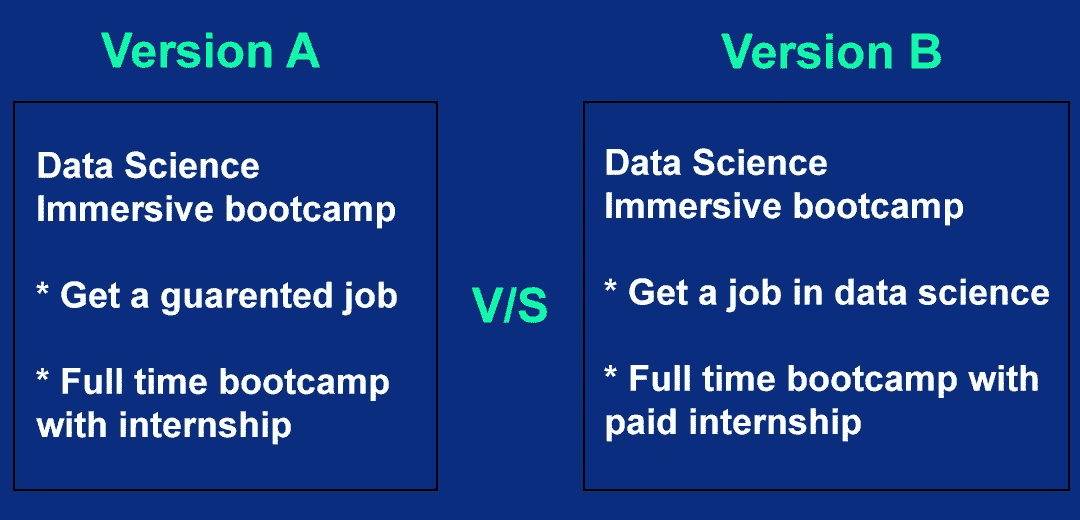 Version A
Data Science
Immersive bootcamp
* Get a guarented job
* Full time bootcamp
with internship
V/S
Version B
Data Science
Immersive bootcamp
* Get a job in data science
* Full time bootcamp with
paid internship